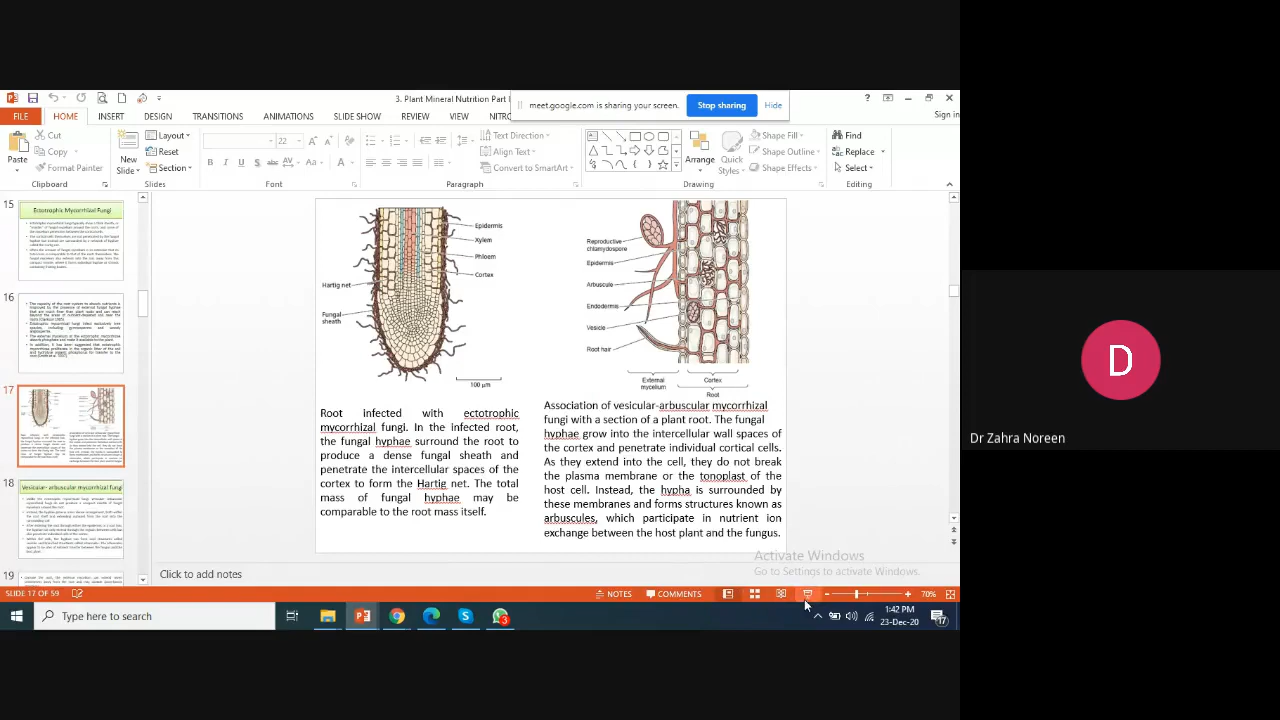 3. Plant Mineral Nutrition Part
meet.google.com is sharing your screen.
Stop sharing
Hide
?
Sign in
FILE
HOME
INSERT
DESIGN
TRANSITIONS
ANIMATIONS
SLIDE SHOW
REVIEW
VIEW
NITRO
Paste
Cut
Copy
Format Painter
Clipboard
New
Slide
Layout
Reset
Section
Slides
22
Font
Text Direction
Align Text
Convert to SmartArt
Paragraph
Arrange
Quick
Styles
Shape Fill
Shape Outline
Shape Effects
Drawing
Find
Replace
Select
Editing
15
Ectotrophic Mycorrhizal Fungi
16
17
18
Vesicular- arbuscular mycorrhizal fungi
19
Epidermis
Xylem
Phloem
Cortex
Hartig net
Fungal
sheath
100 μm
Reproductive
chlamydospore
Epidermis
Arbuscule
Endodermis
Vesicle
Root hair
External
mycelium
Cortex
Root
Root infected with ectotrophic
mycorrhizal fungi. In the infected root,
the fungal hyphae surround the root to
produce a dense fungal sheath and
penetrate the intercellular spaces of the
cortex to form the Hartig net. The total
mass of fungal hyphae may be
comparable to the root mass itself.
Association of vesicular-arbuscular mycorrhizal
fungi with a section of a plant root. The fungal
hyphae grow into the intercellular wall spaces of
the cortex and penetrate individual cortical cells.
As they extend into the cell, they do not break
the plasma membrane or the tonoplast of the
host cell. Instead, the hypha is surrounded by
these membranes and forms structures known as
arbuscules, which participate in nutrient ion
exchange between the host plant and the fungus.
Activate Windows
Go to Settings to activate Windows.
Click to add notes
SLIDE 17 OF 59
NOTES
COMMENTS
70%
Type here to search
3
1:42 PM
23-Dec-20
17
D
Dr Zahra Noreen